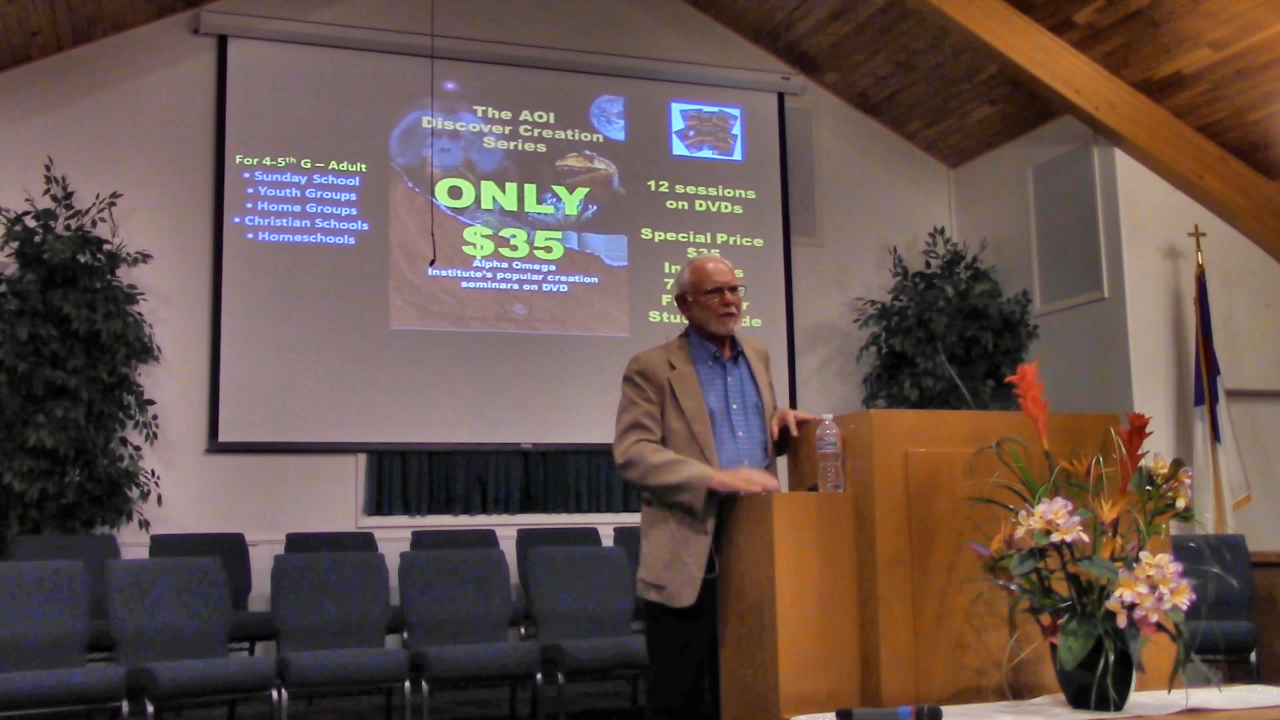 For 4-5th G – Adult
• Sunday School
• Youth Groups
• Home Groups
• Christian Schools
• Homeschools
The AOI
Discover Creation
Series
ONLY
$35
Alpha Omega
Institute's popular creation
seminars on DVD
12 sessions
on DVDs
Special Price
$35